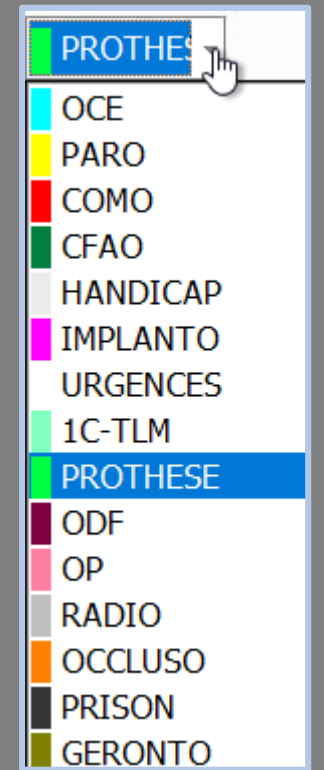 PROTHES
OCE
PARO
COMO
CFAO
HANDICAP
IMPLANTO
URGENCES
1C-TLM
PROTHESE
ODF
OP
RADIO
OCCLUSO
PRISON
GERONTO